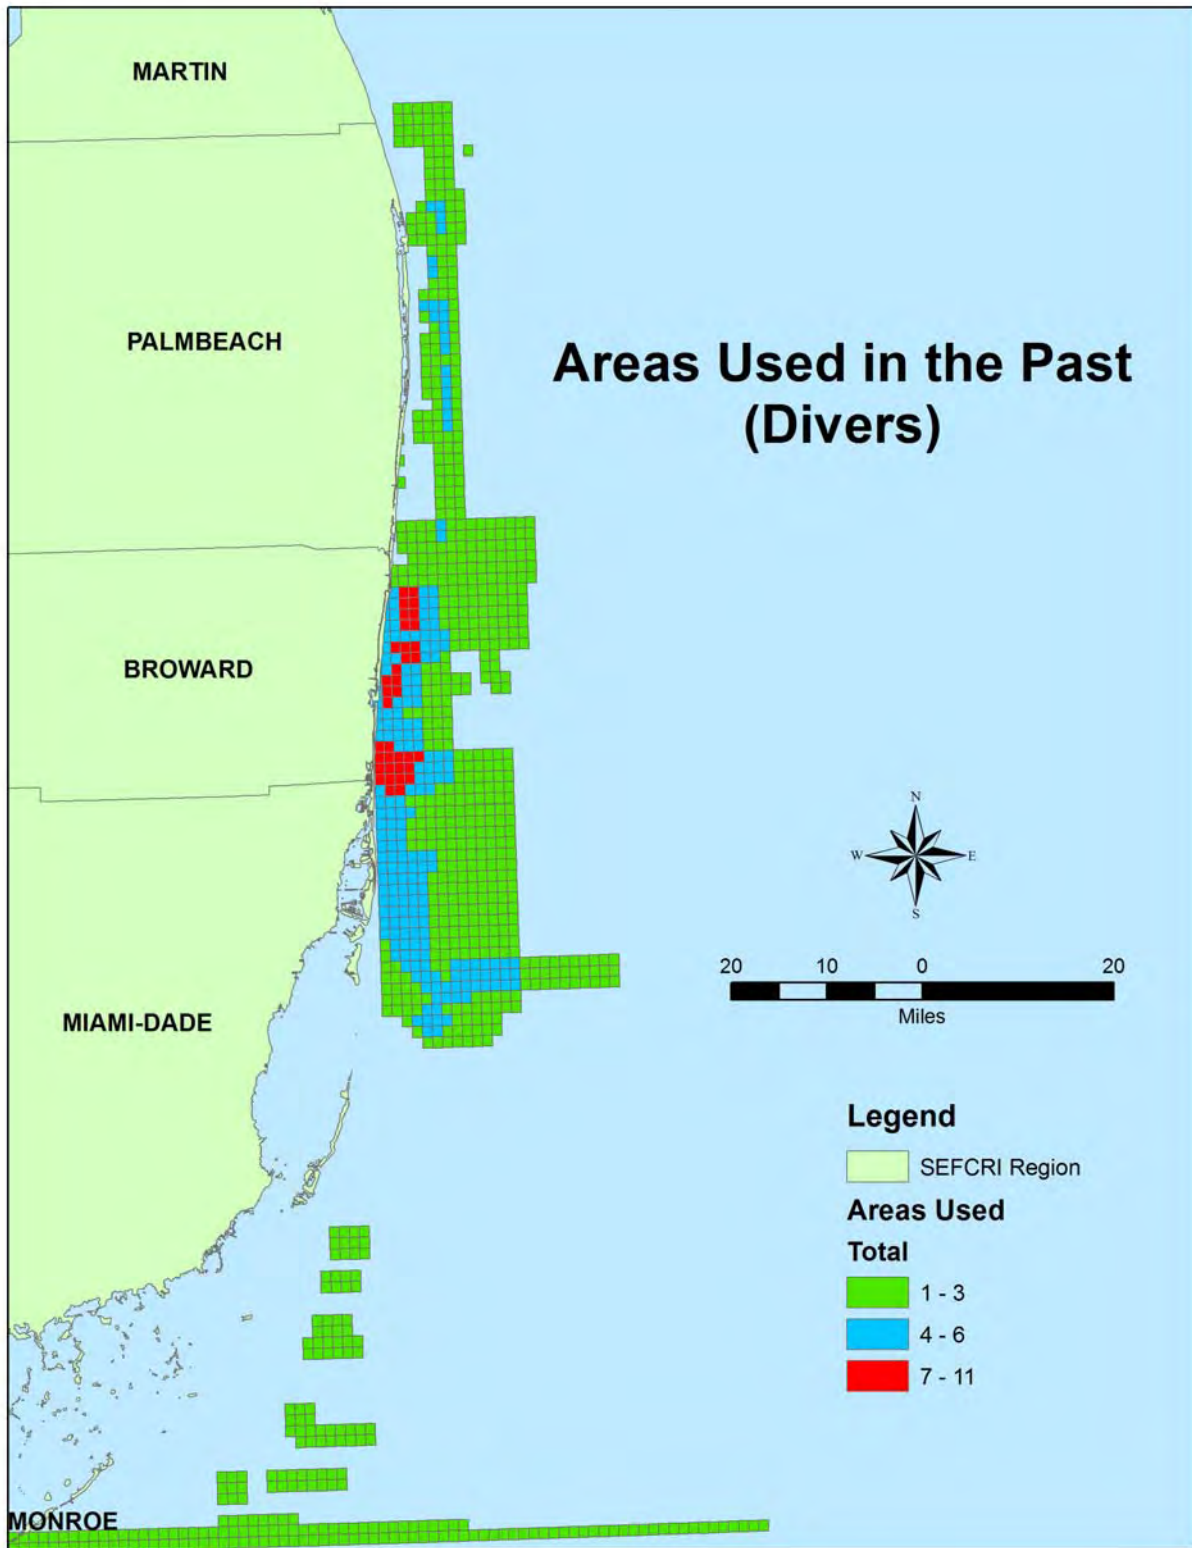 MARTIN
PALMBEACH
Areas Used in the Past
(Divers)
BROWARD
N
W
E
S
20 10 0 20
Miles
MIAMI-DADE
Legend
SEFCRI Region
Areas Used
Total
1 - 3
4 - 6
7 - 11
MONROE